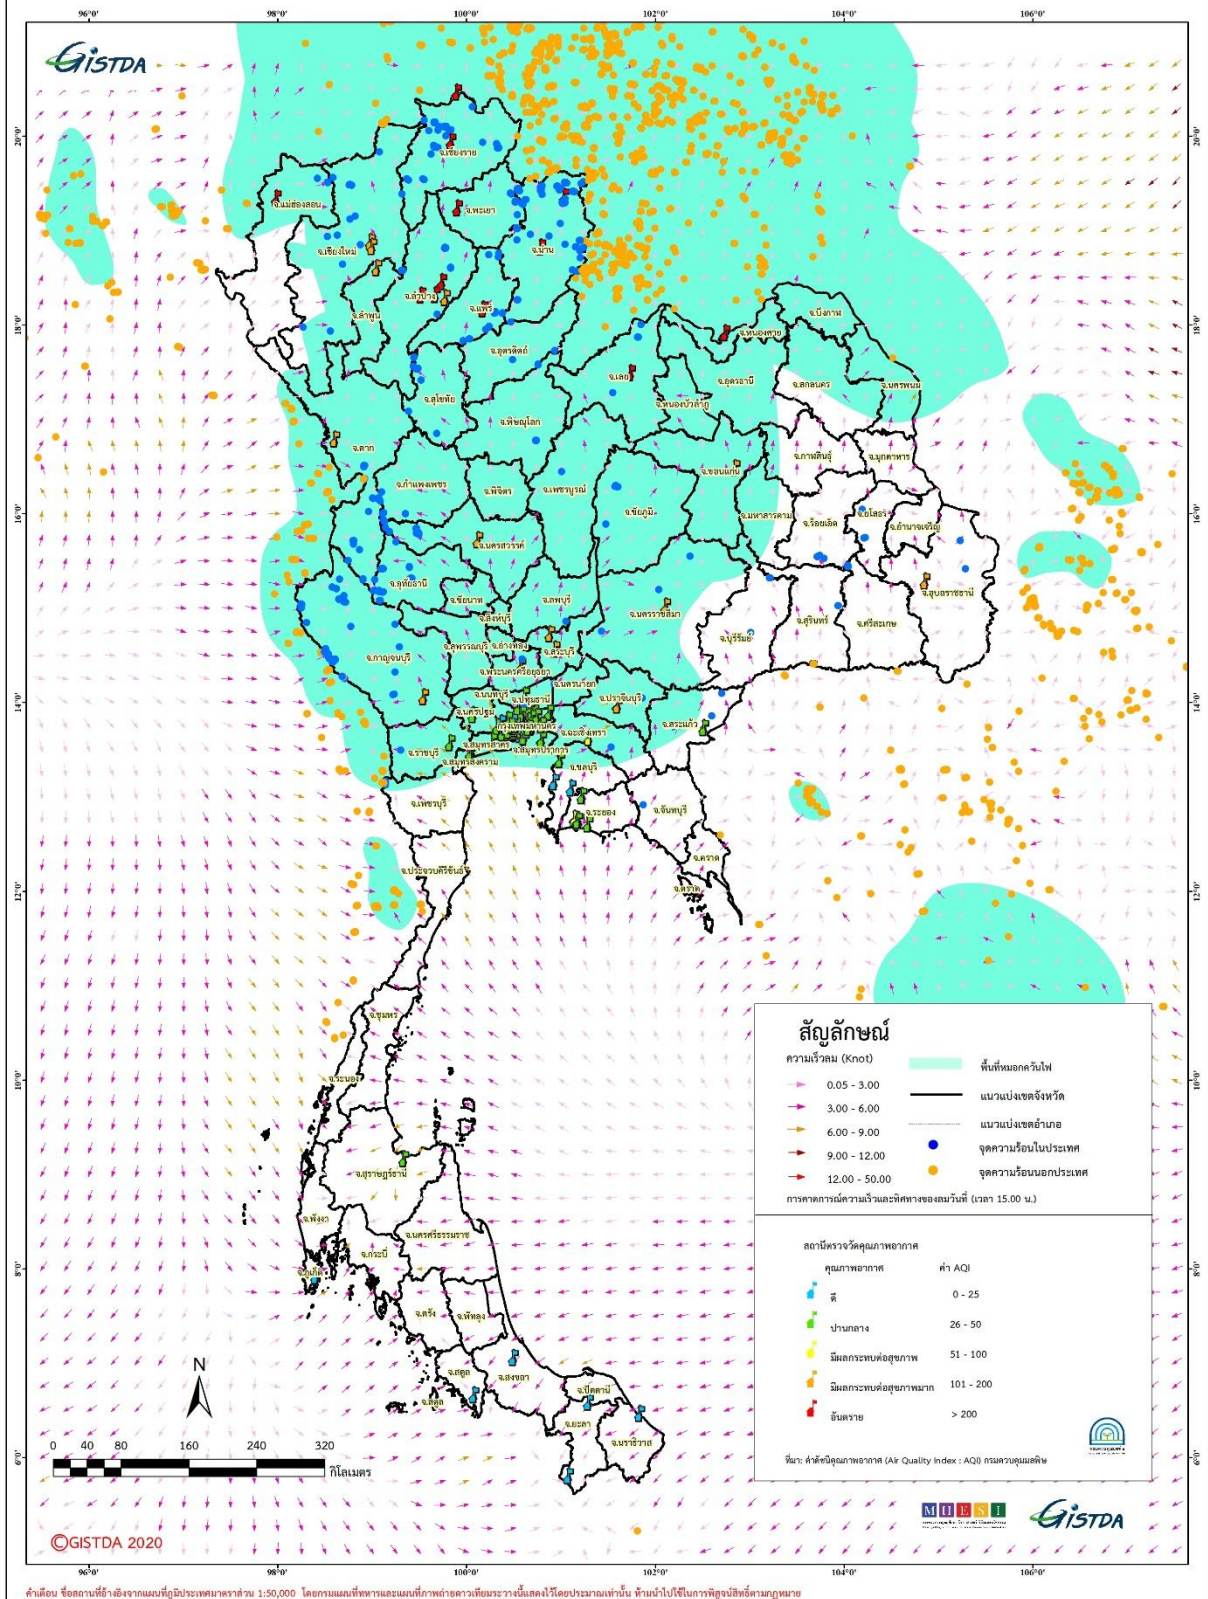 96°0' 98°0' 100°0' 102°0' 104°0' 106°0'
GISTDA
20°0' 20°0'
จ.เชียงราย
จ.แม่ฮ่องสอน
จ.พะเยา
จ.เชียงใหม่
จ.น่าน
จ.ลำปาง
จ.แพร่
จ.ลำพูน
18°0' 18°0'
จ.บึงกาฬ
จ.หนองคาย
จ.อุตรดิตถ์
จ.เลย
จ.อุดรธานี
จ.สกลนคร
จ.นครพนม
จ.สุโขทัย
จ.หนองบัวลำภู
จ.พิษณุโลก
จ.ตาก
จ.กาฬสินธุ์
จ.มุกดาหาร
จ.ขอนแก่น
จ.กำแพงเพชร
จ.พิจิตร
จ.เพชรบูรณ์
16°0' 16°0'
จ.ชัยภูมิ
จ.มหาสารคาม
จ.ร้อยเอ็ด
จ.ยโสธร
จ.อำนาจเจริญ
จ.นครสวรรค์
จ.อุทัยธานี
จ.ชัยนาท
จ.ลพบุรี
จ.อุบลราชธานี
จ.สิงห์บุรี
จ.นครราชสีมา
จ.บุรีรัมย์
จ.สุรินทร์
จ.ศรีสะเกษ
จ.กาญจนบุรี
จ.สุพรรณบุรี
จ.อ่างทอง
จ.สระบุรี
จ.พระนครศรีอยุธยา
จ.นครนายก
14°0' 14°0'
จ.นนทบุรี
จ.ปทุมธานี
จ.ปราจีนบุรี
จ.นครปฐม
กรุงเทพมหานคร
จ.สระแก้ว
จ.ฉะเชิงเทรา
จ.ราชบุรี
จ.สมุทรสาคร
จ.สมุทรปราการ
จ.สมุทรสงคราม
จ.ชลบุรี
จ.เพชรบุรี
จ.ระยอง
จ.จันทบุรี
จ.ตราด
จ.ประจวบคีรีขันธ์
จ.ตราด
12°0' 12°0'
จ.ชุมพร
จ.ระนอง
10°0' 10°0'
จ.สุราษฎร์ธานี
จ.พังงา
จ.นครศรีธรรมราช
จ.กระบี่
8°0' 8°0'
จ.ภูเก็ต
จ.ตรัง
จ.พัทลุง
จ.สตูล
จ.สงขลา
จ.ปัตตานี
จ.สตูล
จ.ยะลา
จ.นราธิวาส
6°0' 6°0'
สัญลักษณ์
ความเร็วลม (Knot)
0.05 - 3.00
3.00 - 6.00
6.00 - 9.00
9.00 - 12.00
12.00 - 50.00
พื้นที่หมอกควันไฟ
แนวแบ่งเขตจังหวัด
แนวแบ่งเขตอำเภอ
จุดความร้อนในประเทศ
จุดความร้อนนอกประเทศ
การคาดการณ์ความเร็วและทิศทางของลมวันที่ (เวลา 15.00 น.)
สถานีตรวจวัดคุณภาพอากาศ
คุณภาพอากาศ ค่า AQI
ดี 0 - 25
ปานกลาง 26 - 50
มีผลกระทบต่อสุขภาพ 51 - 100
มีผลกระทบต่อสุขภาพมาก 101 - 200
อันตราย > 200
ที่มา: ค่าดัชนีคุณภาพอากาศ (Air Quality Index : AQI) กรมควบคุมมลพิษ
N
0 40 80 160 240 320
กิโลเมตร
MHESI
GISTDA
©GISTDA 2020
96°0' 98°0' 100°0' 102°0' 104°0' 106°0'
คำเตือน ชื่อสถานที่อ้างอิงจากแผนที่ภูมิประเทศมาตราส่วน 1:50,000 โดยกรมแผนที่ทหารและแผนที่ภาพถ่ายดาวเทียมระวางนี้แสดงไว้โดยประมาณเท่านั้น ห้ามนำไปใช้ในการพิสูจน์สิทธิ์ตามกฎหมาย